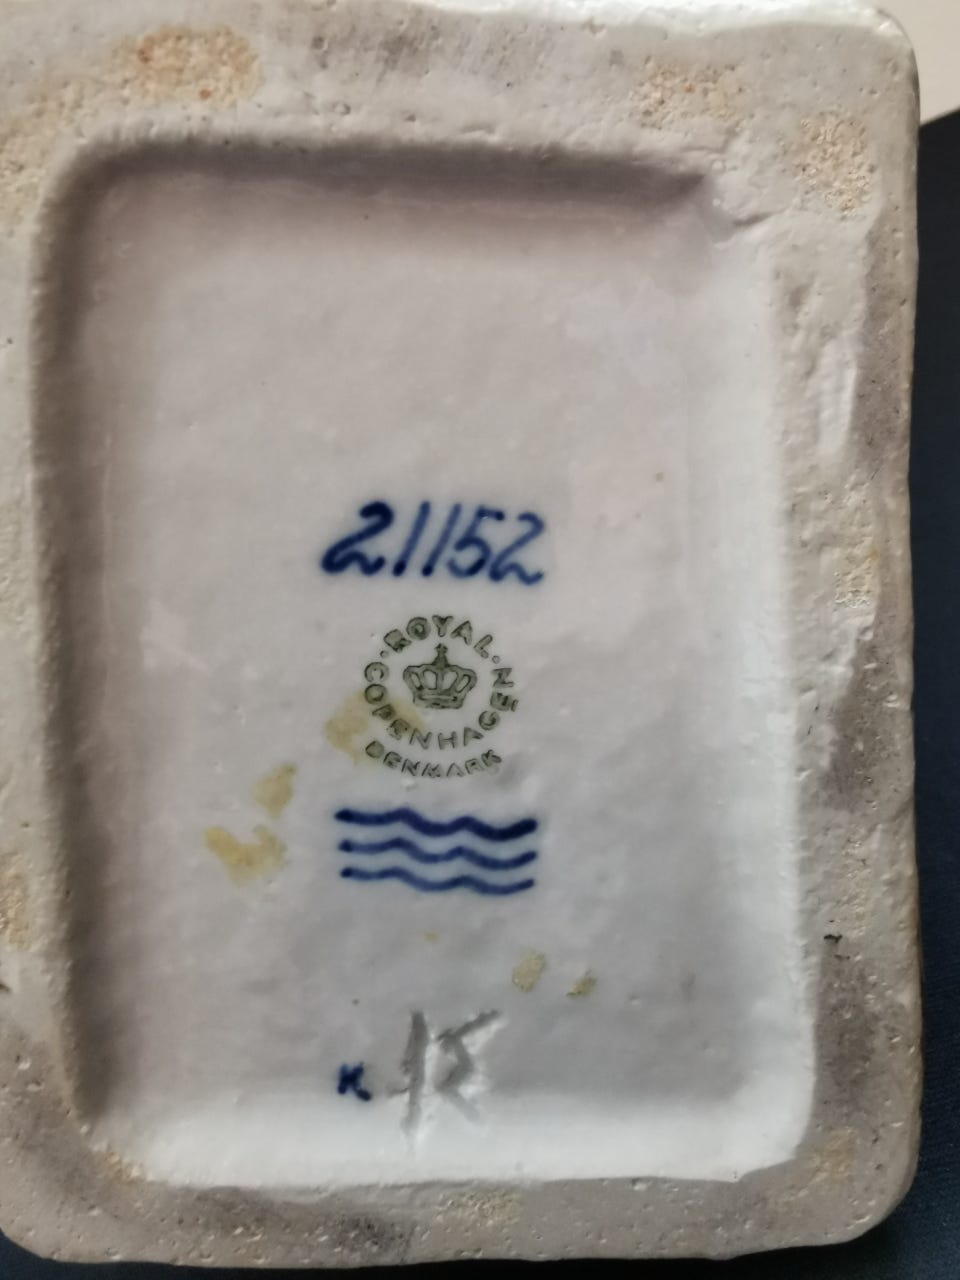 21152
ROYAL
COPENHAGEN
DENMARK
K
K